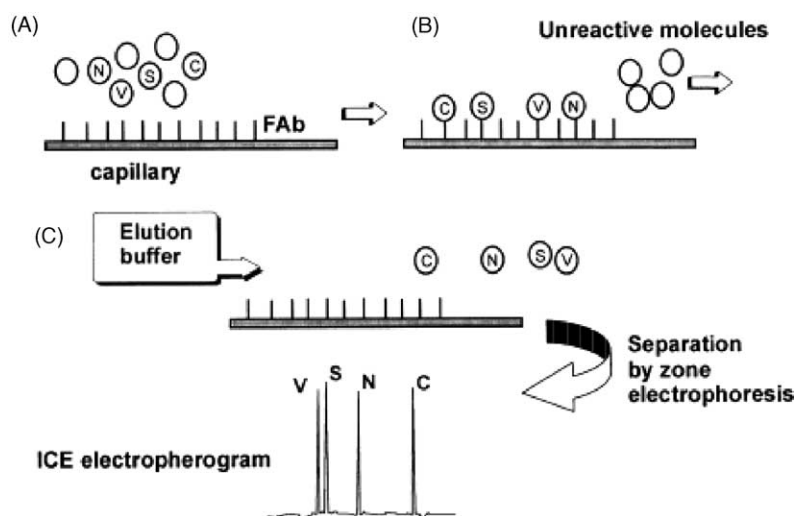 (A)
N
S
C
V
FAb
capillary
(B)
Unreactive molecules
C
S
V
N
(C)
Elution
buffer
C
N
S
V
Separation
by zone
electrophoresis
V
S
N
C
ICE electropherogram